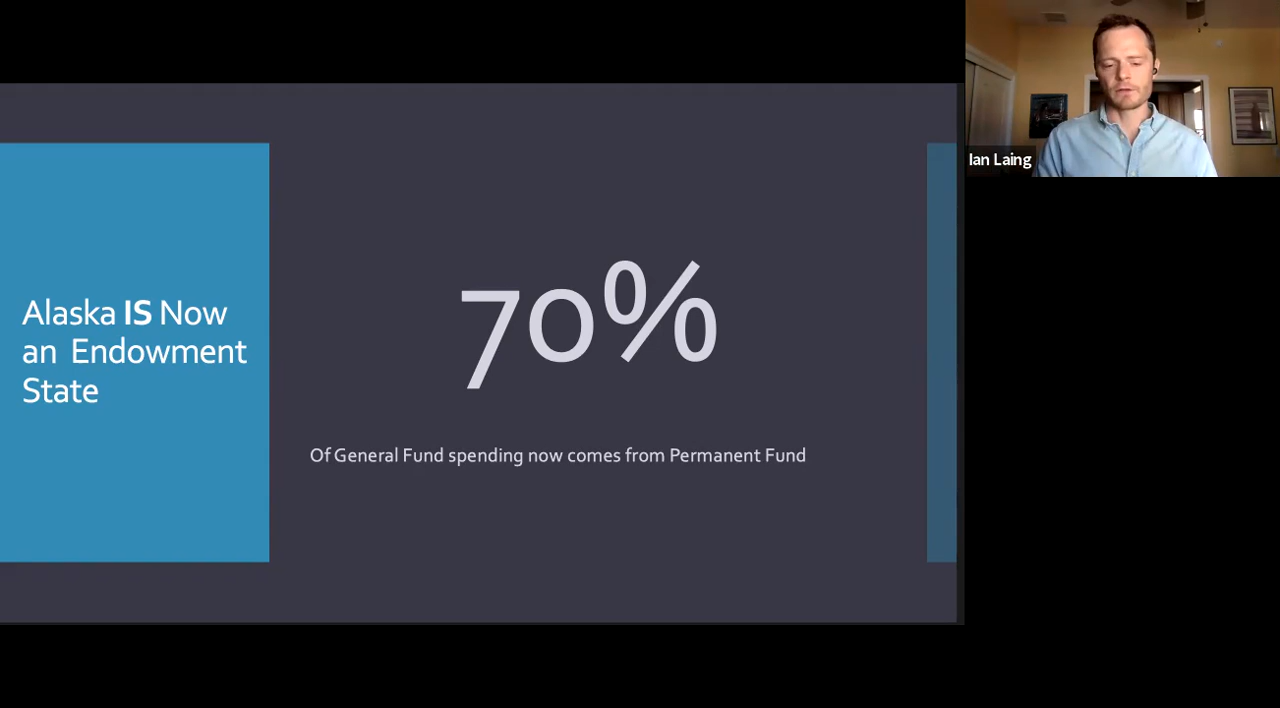 Alaska IS Now
an Endowment
State
70%
Of General Fund spending now comes from Permanent Fund
Ian Laing